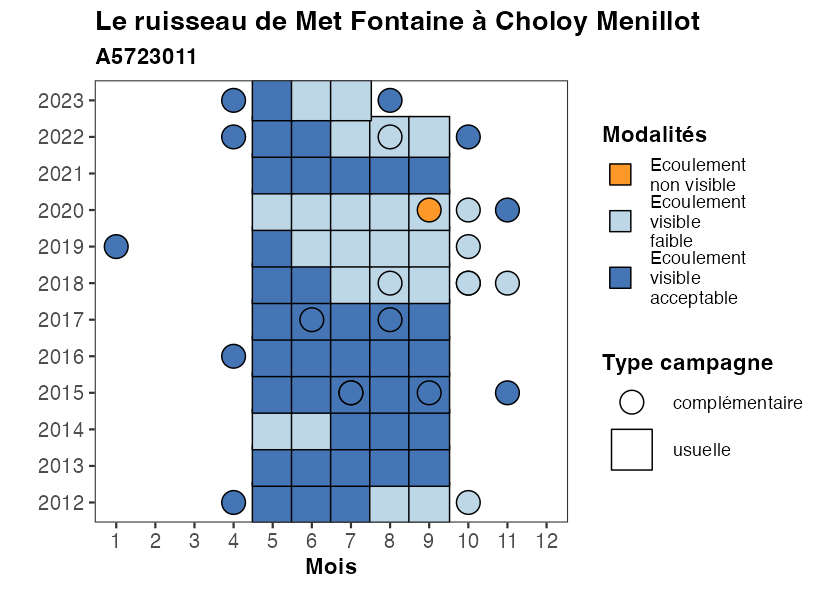 Le ruisseau de Met Fontaine à Choloy Menillot
A5723011
2023
2022
2021
2020
2019
2018
2017
2016
2015
2014
2013
2012
1 2 3 4 5 6 7 8 9 10 11 12
Mois
Modalités
Ecoulement
non visible
Ecoulement
visible
faible
Ecoulement
visible
acceptable
Type campagne
complémentaire
usuelle